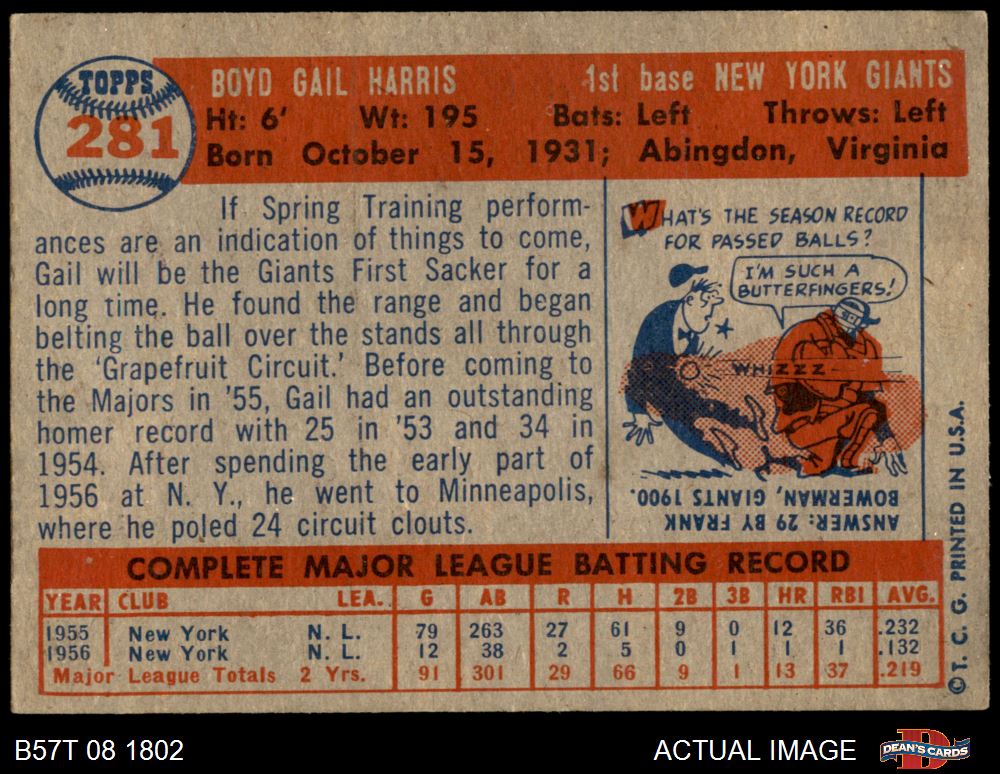 TOPPS
281
BOYD GAIL HARRIS 1st base NEW YORK GIANTS
Ht: 6' Wt: 195 Bats: Left Throws: Left
Born October 15, 1931; Abingdon, Virginia
If Spring Training perform-
ances are an indication of things to come,
Gail will be the Giants First Sacker for a
long time. He found the range and began
belting the ball over the stands all through
the 'Grapefruit Circuit.' Before coming to
the Majors in '55, Gail had an outstanding
homer record with 25 in '53 and 34 in
1954. After spending the early part of
1956 at N. Y., he went to Minneapolis,
where he poled 24 circuit clouts.
WHAT'S THE SEASON RECORD
FOR PASSED BALLS?
I'M SUCH A
BUTTERFINGERS!
WHIZZZ-
ANSWER: 29 BY FRANK
BOWERMAN, GIANTS 1900.
COMPLETE MAJOR LEAGUE BATTING RECORD
YEAR CLUB LEA. G AB R H 2B 3B HR RBI AVG.
1955 New York N. L. 79 263 27 61 9 0 12 36 .232
1956 New York N. L. 12 38 2 5 0 1 1 1 .132
Major League Totals 2 Yrs. 91 301 29 66 9 1 13 37 .219
© T. C. G. PRINTED IN U.S.A.
B57T 08 1802 ACTUAL IMAGE DEAN'S CARDS